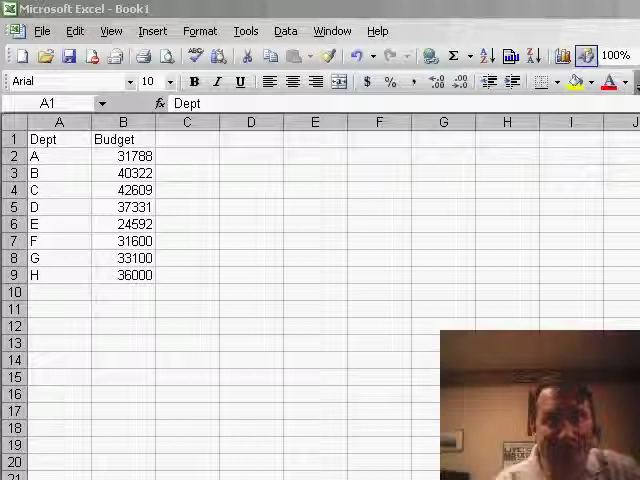 Microsoft Excel - Book1
File Edit View Insert Format Tools Data Window Help
100%
Arial 10 B I U $ % ,
A1 fx Dept
A B C D E F G H I J
1 Dept Budget
2 A 31788
3 B 40322
4 C 42609
5 D 37331
6 E 24592
7 F 31600
8 G 33100
9 H 36000
10
11
12
13
14
15
16
17
18
19
20
21